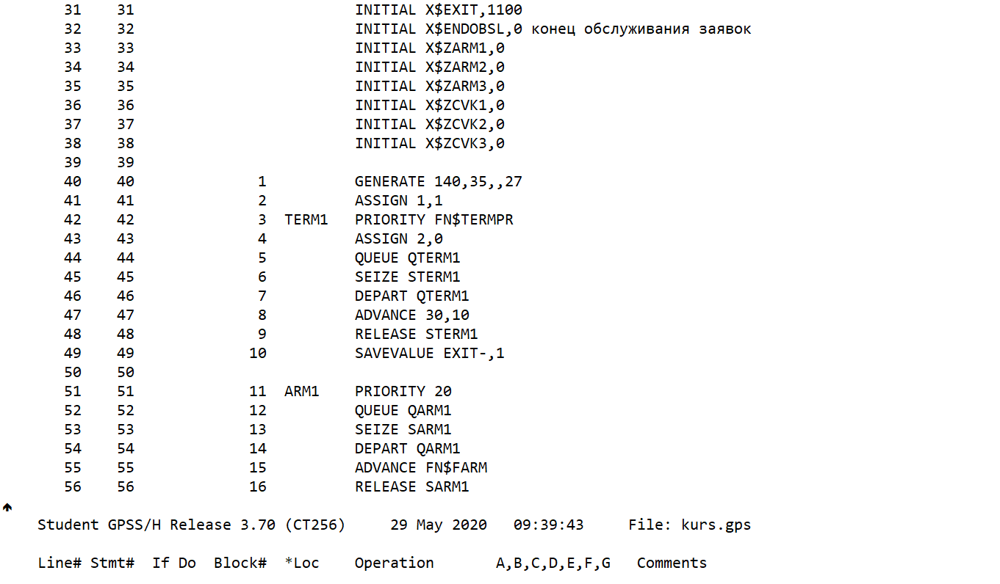 31 31 INITIAL X$EXIT,1100
32 32 INITIAL X$ENDOBSL,0 конец обслуживания заявок
33 33 INITIAL X$ZARM1,0
34 34 INITIAL X$ZARM2,0
35 35 INITIAL X$ZARM3,0
36 36 INITIAL X$ZCVK1,0
37 37 INITIAL X$ZCVK2,0
38 38 INITIAL X$ZCVK3,0
39 39
40 40 1 GENERATE 140,35,,27
41 41 2 ASSIGN 1,1
42 42 3 TERM1 PRIORITY FN$TERMPR
43 43 4 ASSIGN 2,0
44 44 5 QUEUE QTERM1
45 45 6 SEIZE STERM1
46 46 7 DEPART QTERM1
47 47 8 ADVANCE 30,10
48 48 9 RELEASE STERM1
49 49 10 SAVEVALUE EXIT-,1
50 50
51 51 11 ARM1 PRIORITY 20
52 52 12 QUEUE QARM1
53 53 13 SEIZE SARM1
54 54 14 DEPART QARM1
55 55 15 ADVANCE FN$FARM
56 56 16 RELEASE SARM1
Student GPSS/H Release 3.70 (CT256) 29 May 2020 09:39:43 File: kurs.gps
Line# Stmt# If Do Block# *Loc Operation A,B,C,D,E,F,G Comments